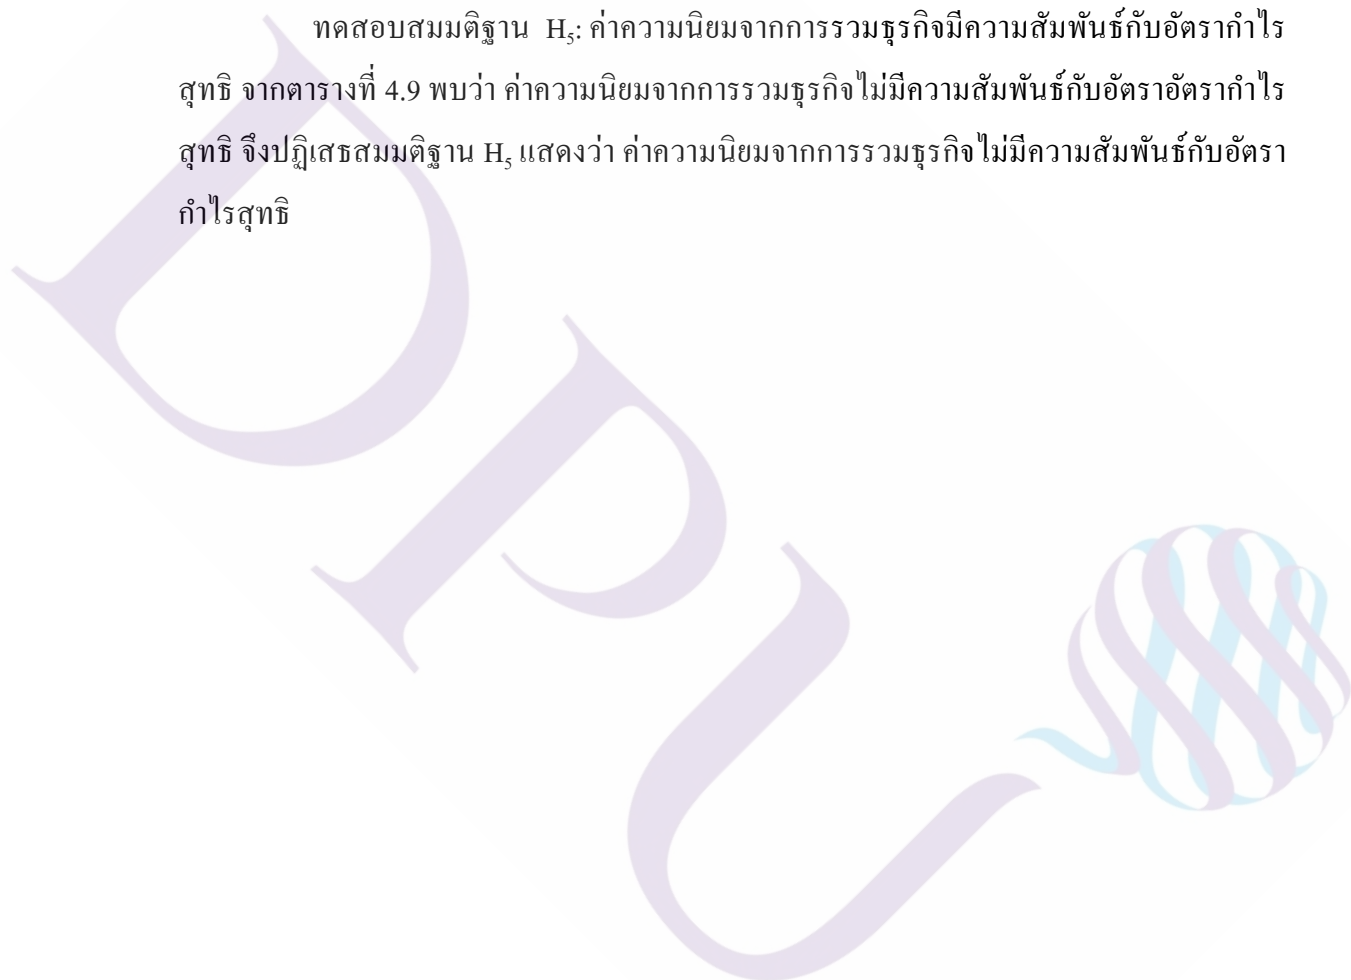 ทดสอบสมมติฐาน H₅: ค่าความนิยมจากการรวมธุรกิจมีความสัมพันธ์กับอัตรากำไร
สุทธิ จากตารางที่ 4.9 พบว่า ค่าความนิยมจากการรวมธุรกิจไม่มีความสัมพันธ์กับอัตราอัตรากำไร
สุทธิ จึงปฏิเสธสมมติฐาน H₅ แสดงว่า ค่าความนิยมจากการรวมธุรกิจไม่มีความสัมพันธ์กับอัตรา
กำไรสุทธิ
DPU